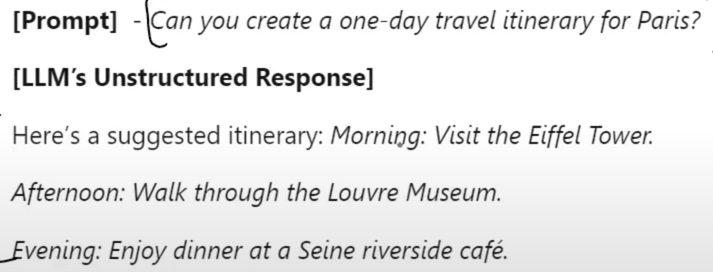 [Prompt] - Can you create a one-day travel itinerary for Paris?
[LLM's Unstructured Response]
Here's a suggested itinerary: Morning: Visit the Eiffel Tower.
Afternoon: Walk through the Louvre Museum.
Evening: Enjoy dinner at a Seine riverside café.